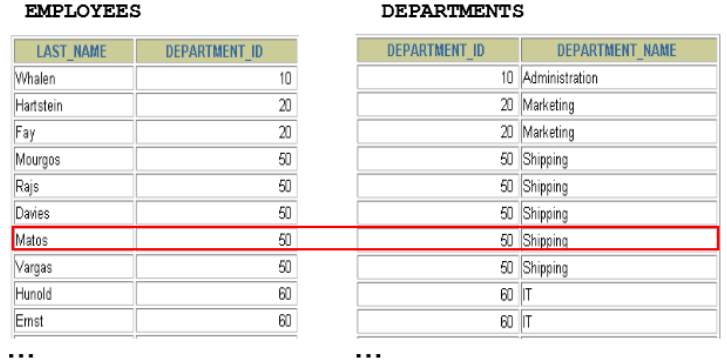 EMPLOYEES DEPARTMENTS
LAST_NAME DEPARTMENT_ID DEPARTMENT_ID DEPARTMENT_NAME
Whalen 10 10 Administration
Hartstein 20 20 Marketing
Fay 20 20 Marketing
Mourgos 50 50 Shipping
Rajs 50 50 Shipping
Davies 50 50 Shipping
Matos 50 50 Shipping
Vargas 50 50 Shipping
Hunold 60 60 IT
Ernst 60 60 IT
... ...